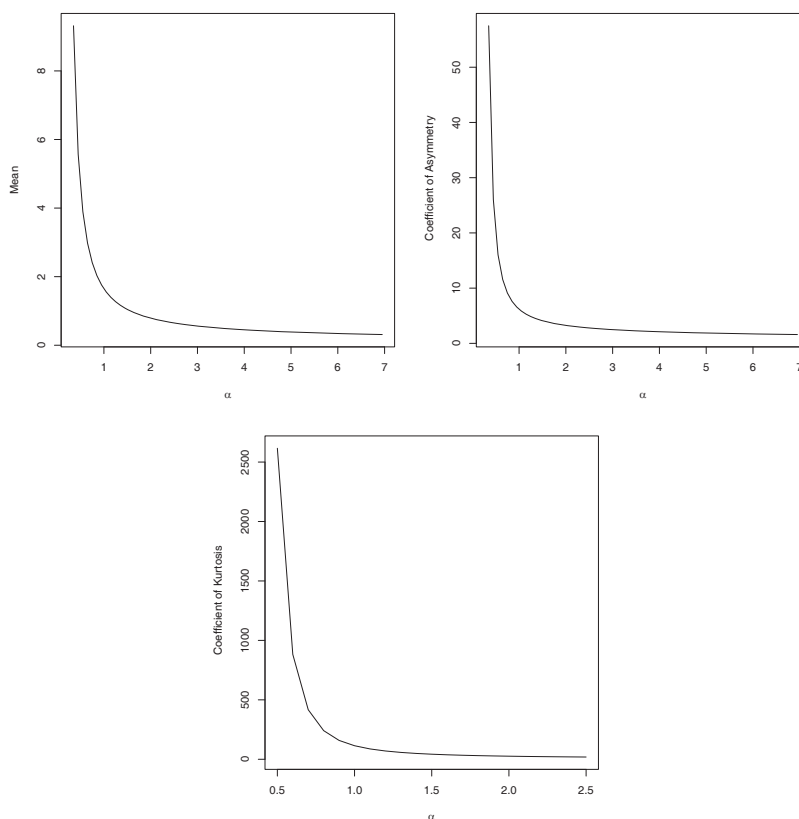 Mean
0 2 4 6 8
1 2 3 4 5 6 7
α
Coefficient of Asymmetry
0 10 20 30 40 50
1 2 3 4 5 6 7
α
Coefficient of Kurtosis
0 500 1000 1500 2000 2500
0.5 1.0 1.5 2.0 2.5
α